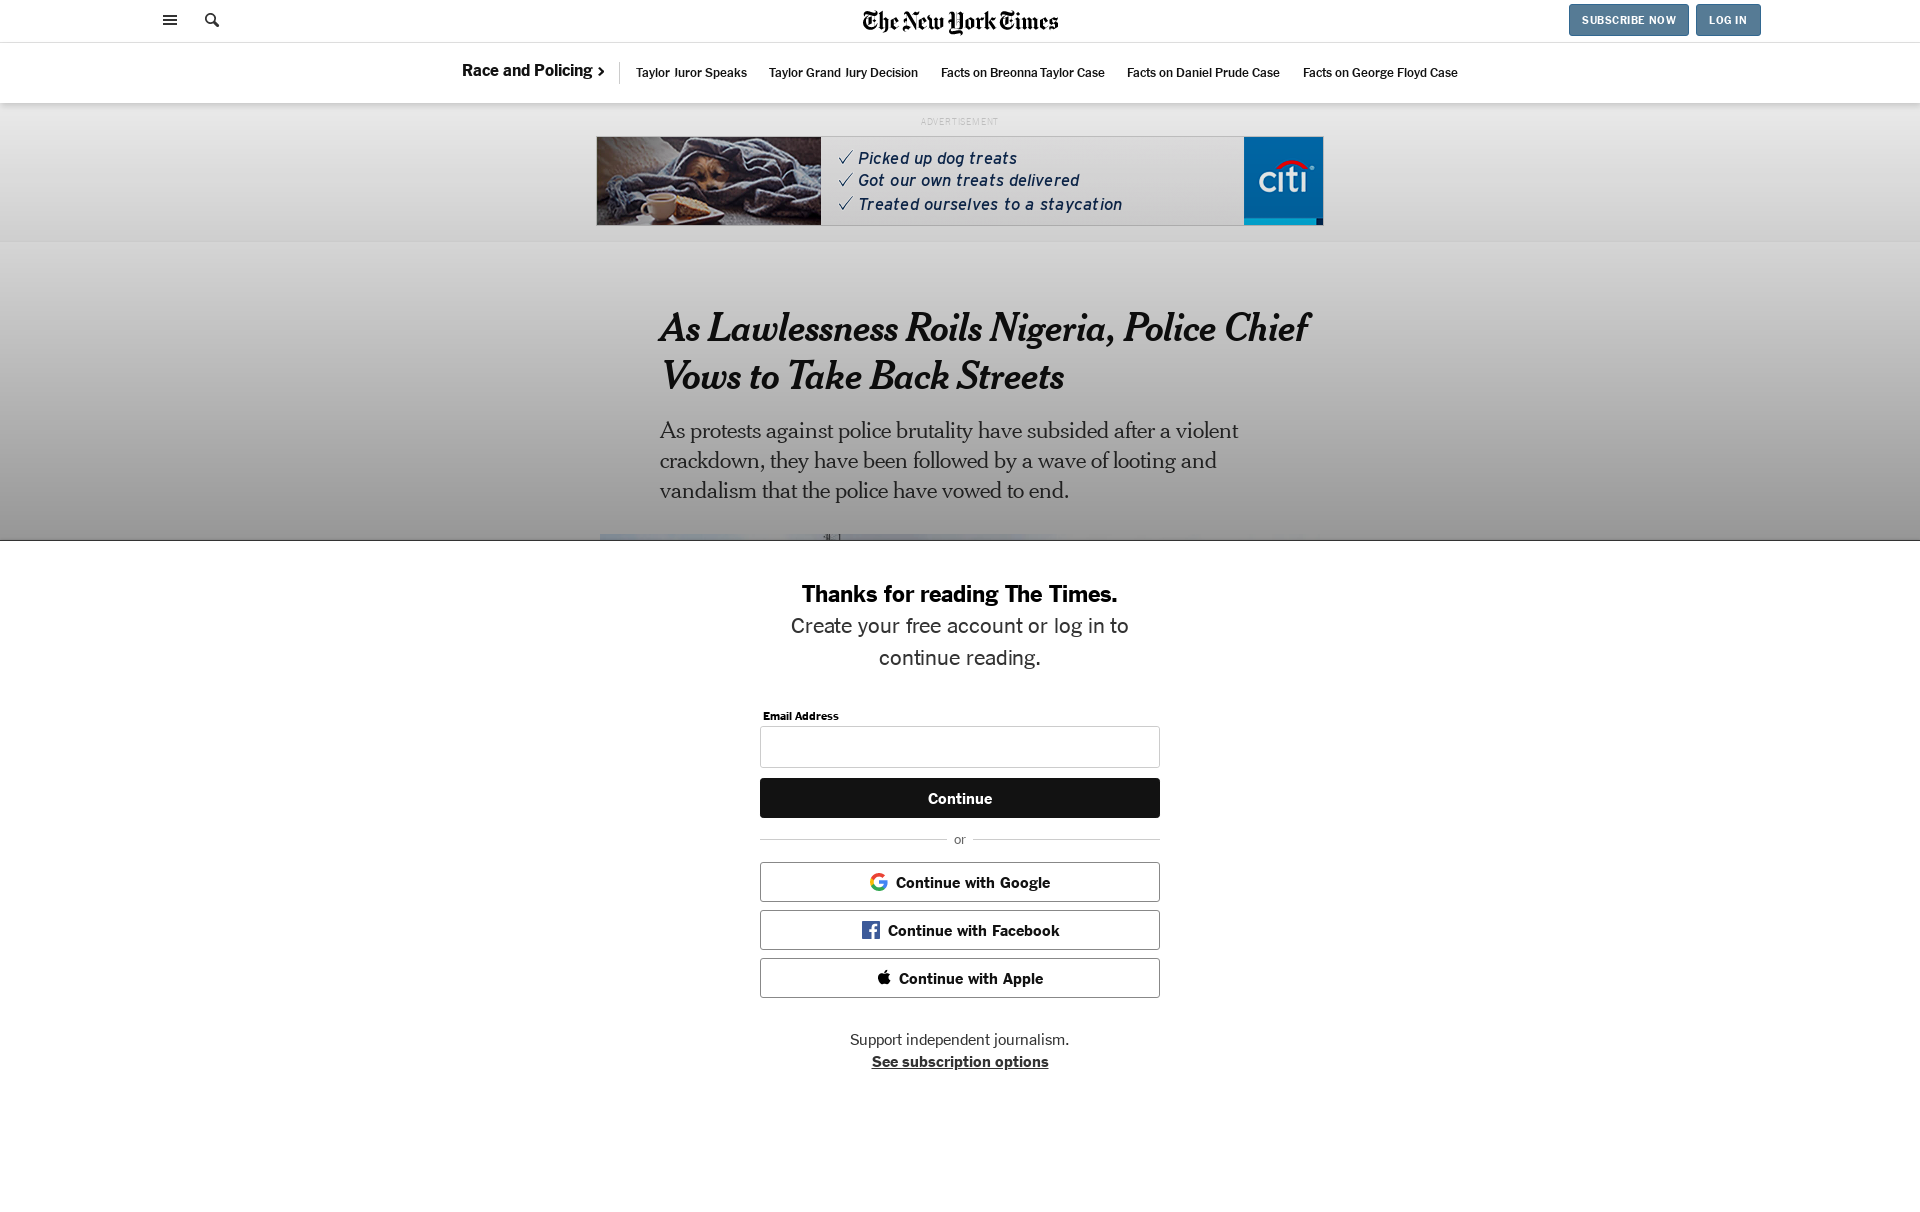 The New York Times
SUBSCRIBE NOW
LOG IN
Race and Policing
Taylor Juror Speaks
Taylor Grand Jury Decision
Facts on Breonna Taylor Case
Facts on Daniel Prude Case
Facts on George Floyd Case
ADVERTISEMENT
Picked up dog treats
Got our own treats delivered
Treated ourselves to a staycation
citi
As Lawlessness Roils Nigeria, Police Chief
Vows to Take Back Streets
As protests against police brutality have subsided after a violent
crackdown, they have been followed by a wave of looting and
vandalism that the police have vowed to end.
Thanks for reading The Times.
Create your free account or log in to
continue reading.
Email Address
Continue
or
Continue with Google
Continue with Facebook
Continue with Apple
Support independent journalism.
See subscription options